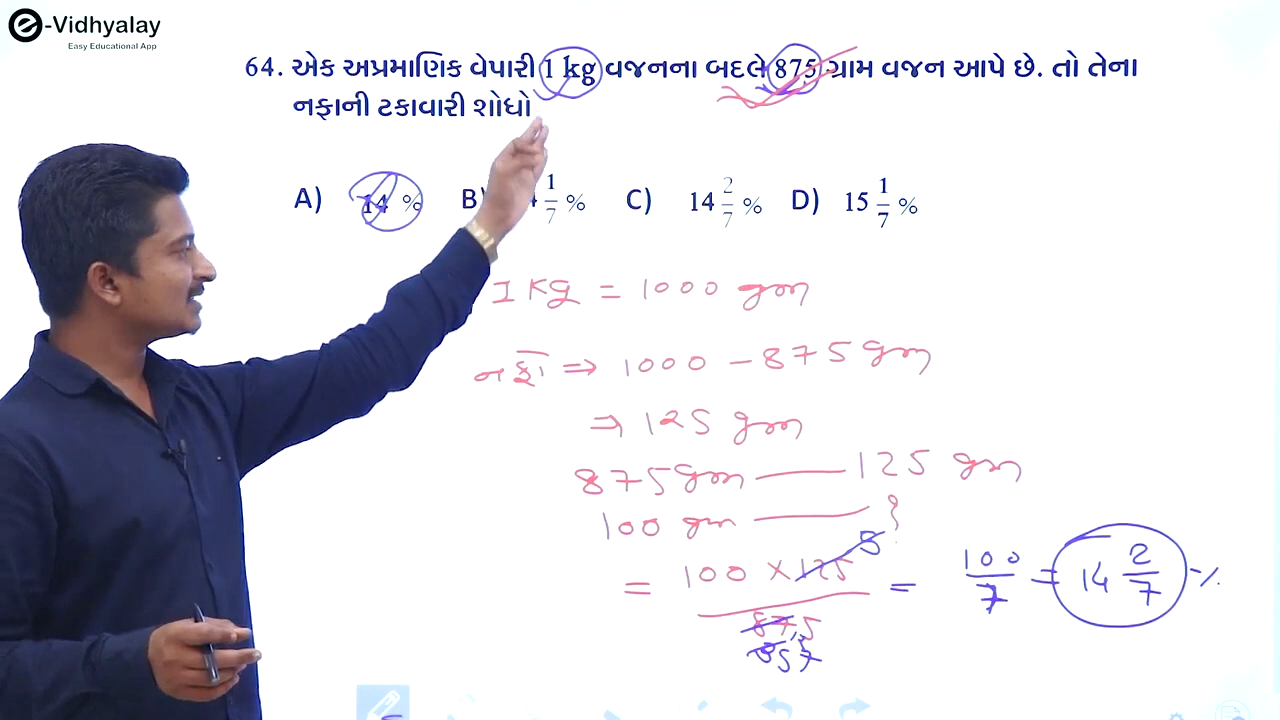 e-Vidhyalay
Easy Educational App
64. એક અપ્રમાણિક વેપારી 1 kg વજનના બદલે 875 ગ્રામ વજન આપે છે. તો તેના
નફાની ટકાવારી શોધો
A) 14 % B) 1/7 % C) 14 2/7 % D) 15 1/7 %
1 Kg = 1000 gm
નફો ⇒ 1000 - 875 gm
⇒ 125 gm
875 gm — 125 gm
100 gm — ?
= 100 × 125 / 875 = 100/7 = 14 2/7 %